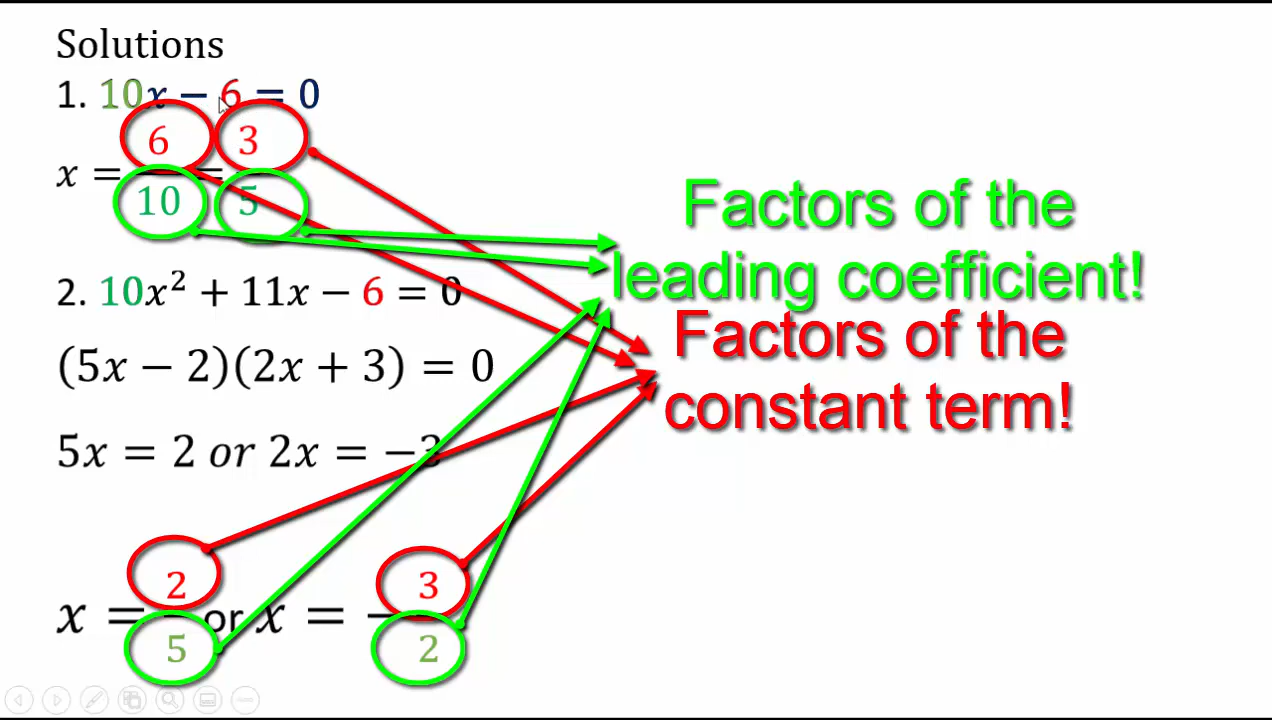 Solutions
1. 10x − 6 = 0
x = 6/10 = 3/5
2. 10x² + 11x − 6 = 0
(5x − 2)(2x + 3) = 0
5x = 2 or 2x = −3
x = 2/5 or x = −3/2
Factors of the
leading coefficient!
Factors of the
constant term!